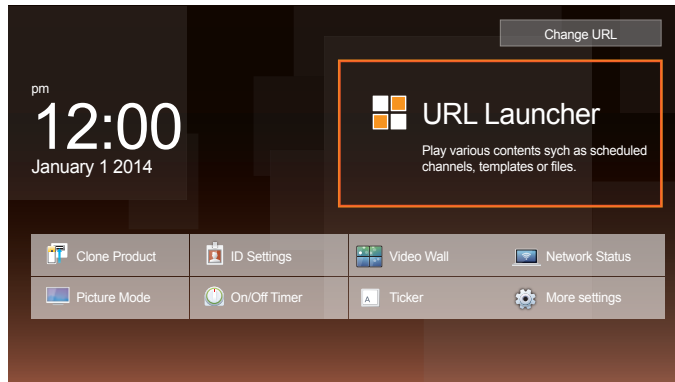 Change URL
pm
12:00
January 1 2014
URL Launcher
Play various contents sych as scheduled
channels, templates or files.
Clone Product
ID Settings
Video Wall
Network Status
Picture Mode
On/Off Timer
A
Ticker
More settings